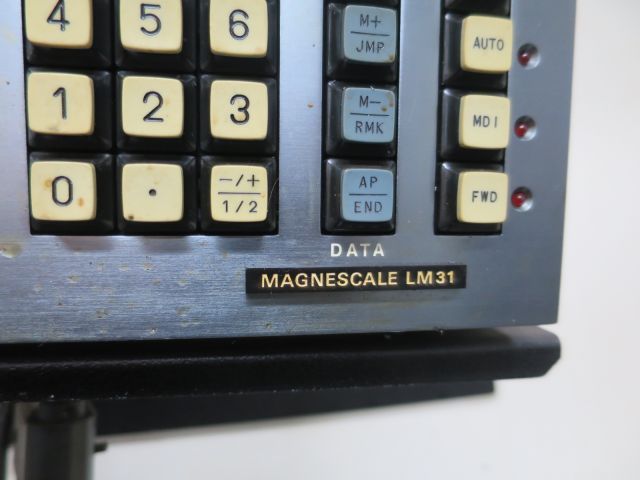 4 5 6 M+ AUTO
JMP
1 2 3 M- MDI
RMK
0 . -/+ AP FWD
1/2 END
DATA
MAGNESCALE LM31